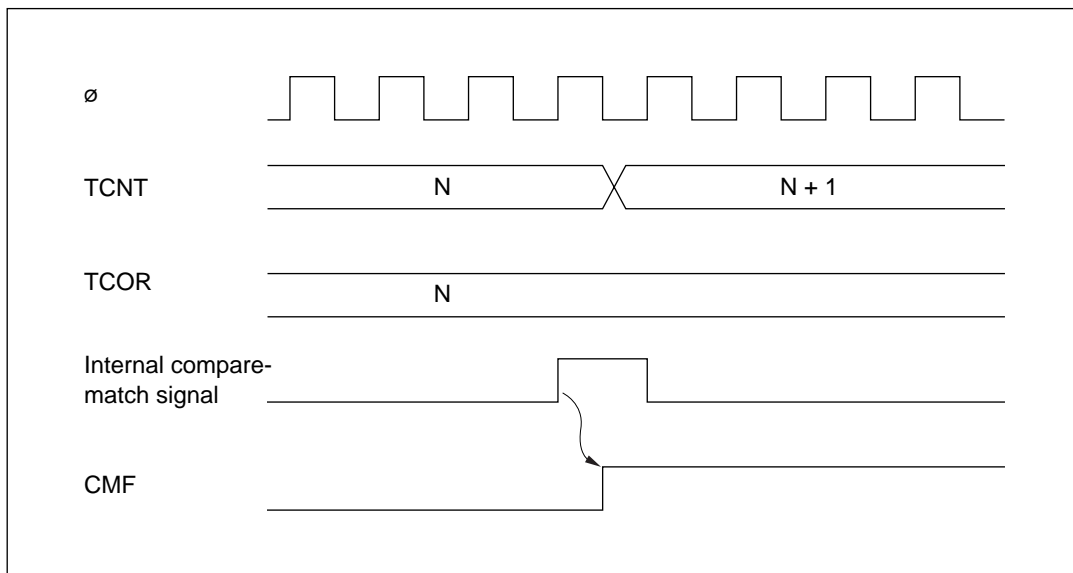 ø
TCNT
N
N + 1
TCOR
N
Internal compare-
match signal
CMF